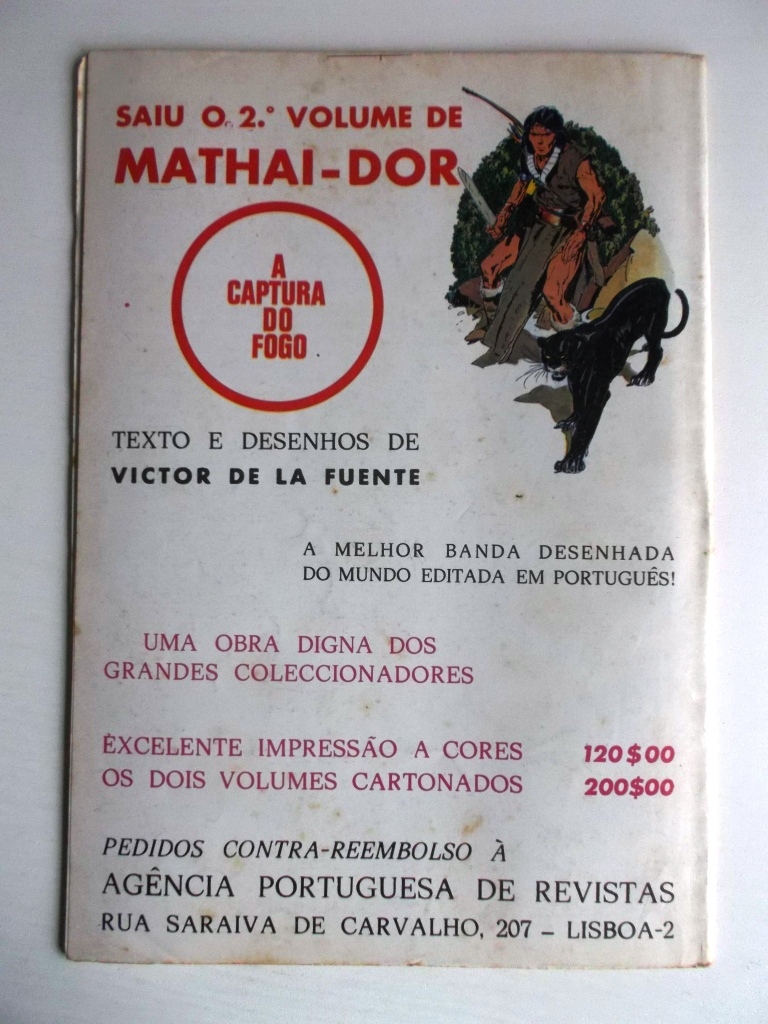 SAIU O 2.º VOLUME DE
MATHAI-DOR
A
CAPTURA
DO
FOGO
TEXTO E DESENHOS DE
VICTOR DE LA FUENTE
A MELHOR BANDA DESENHADA
DO MUNDO EDITADA EM PORTUGUÊS!
UMA OBRA DIGNA DOS
GRANDES COLECCIONADORES
EXCELENTE IMPRESSÃO A CORES 120$00
OS DOIS VOLUMES CARTONADOS 200$00
PEDIDOS CONTRA-REEMBOLSO À
AGÊNCIA PORTUGUESA DE REVISTAS
RUA SARAIVA DE CARVALHO, 207 – LISBOA-2